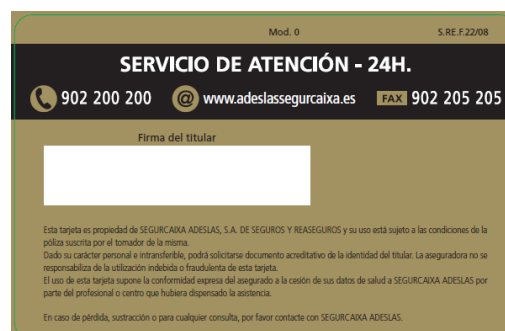 Mod. 0 S.RE.F.22/08
SERVICIO DE ATENCIÓN - 24H.
902 200 200 @ www.adeslassegurcaixa.es FAX 902 205 205
Firma del titular
Esta tarjeta es propiedad de SEGURCAIXA ADESLAS, S.A. DE SEGUROS Y REASEGUROS y su uso está sujeto a las condiciones de la
póliza suscrita por el tomador de la misma.
Dado su carácter personal e intransferible, podrá solicitarse documento acreditativo de la identidad del titular. La aseguradora no se
responsabiliza de la utilización indebida o fraudulenta de esta tarjeta.
El uso de esta tarjeta supone la conformidad expresa del asegurado a la cesión de sus datos de salud a SEGURCAIXA ADESLAS por
parte del profesional o centro que hubiera dispensado la asistencia.
En caso de pérdida, sustracción o para cualquier consulta, por favor contacte con SEGURCAIXA ADESLAS.